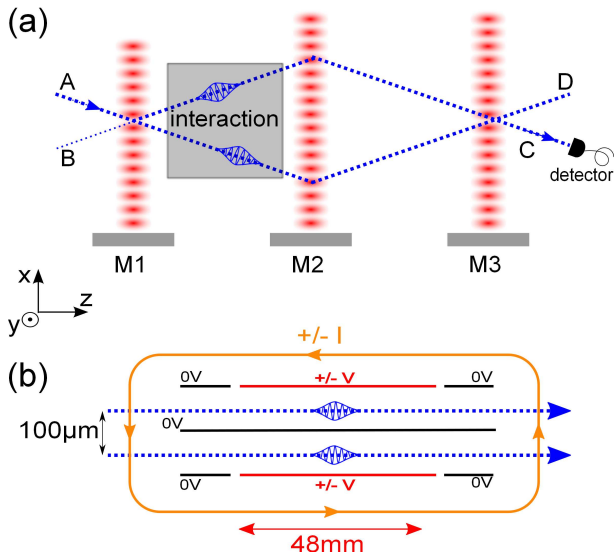 (a)
A
B
interaction
D
C
detector
M1
M2
M3
x
z
y
+/- I
(b)
0V
+/- V
0V
100µm
0V
0V
+/- V
0V
48mm